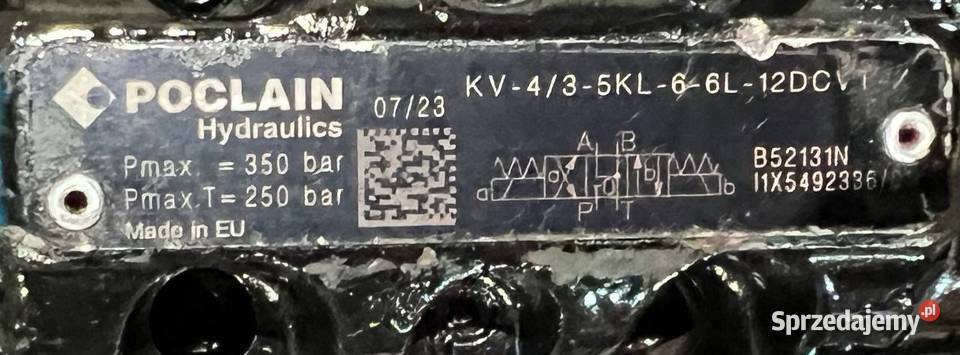 POCLAIN
Hydraulics
Pmax. = 350 bar
Pmax.T= 250 bar
Made in EU
07/23
KV-4/3-5KL-6-6L-12DCV
A B
a a 0 b b
P T
B52131N
I1X5492336/
Sprzedajemy.pl